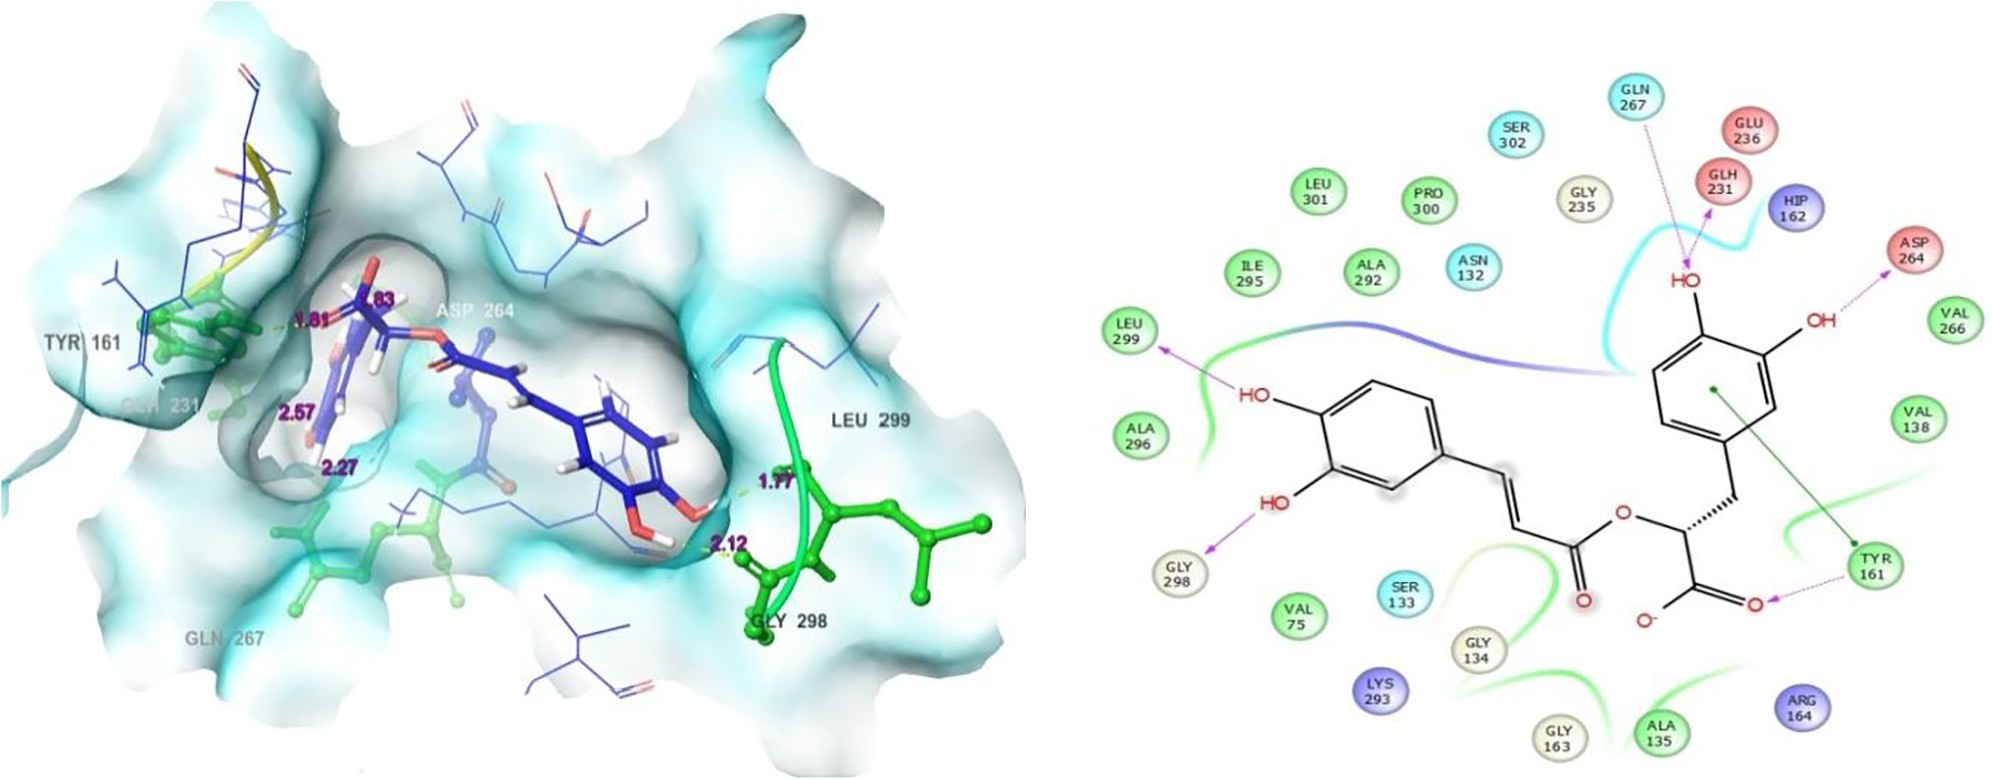 TYR 161
1.83
1.81
ASP 264
GLH 231
2.57
2.27
LEU 299
1.77
2.12
GLY 298
GLN 267
GLN
267
SER
302
GLU
236
GLH
231
LEU
301
PRO
300
GLY
235
HIP
162
ILE
295
ALA
292
ASN
132
ASP
264
HO
OH
LEU
299
VAL
266
HO
ALA
296
VAL
138
HO
O
GLY
298
TYR
161
SER
133
O
O
O-
VAL
75
GLY
134
LYS
293
ARG
164
GLY
163
ALA
135